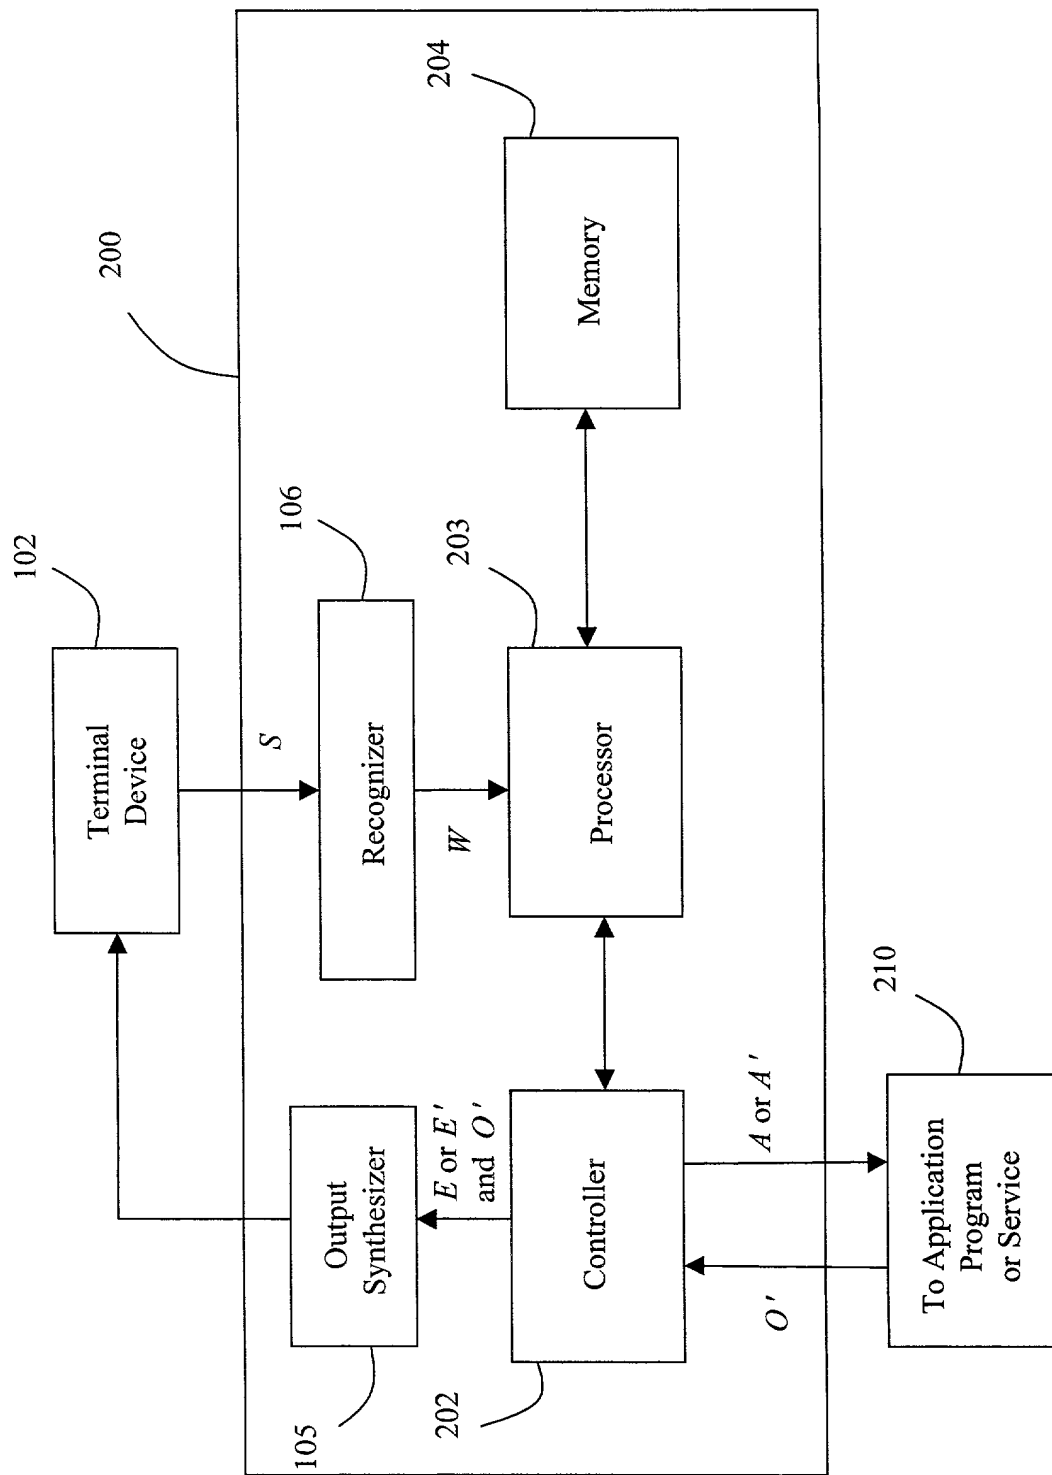 102
Terminal
Device
200
S
106
Recognizer
W
204
Memory
203
Processor
105
Output
Synthesizer
E or E'
and O'
202
Controller
A or A'
O'
210
To Application
Program
or Service